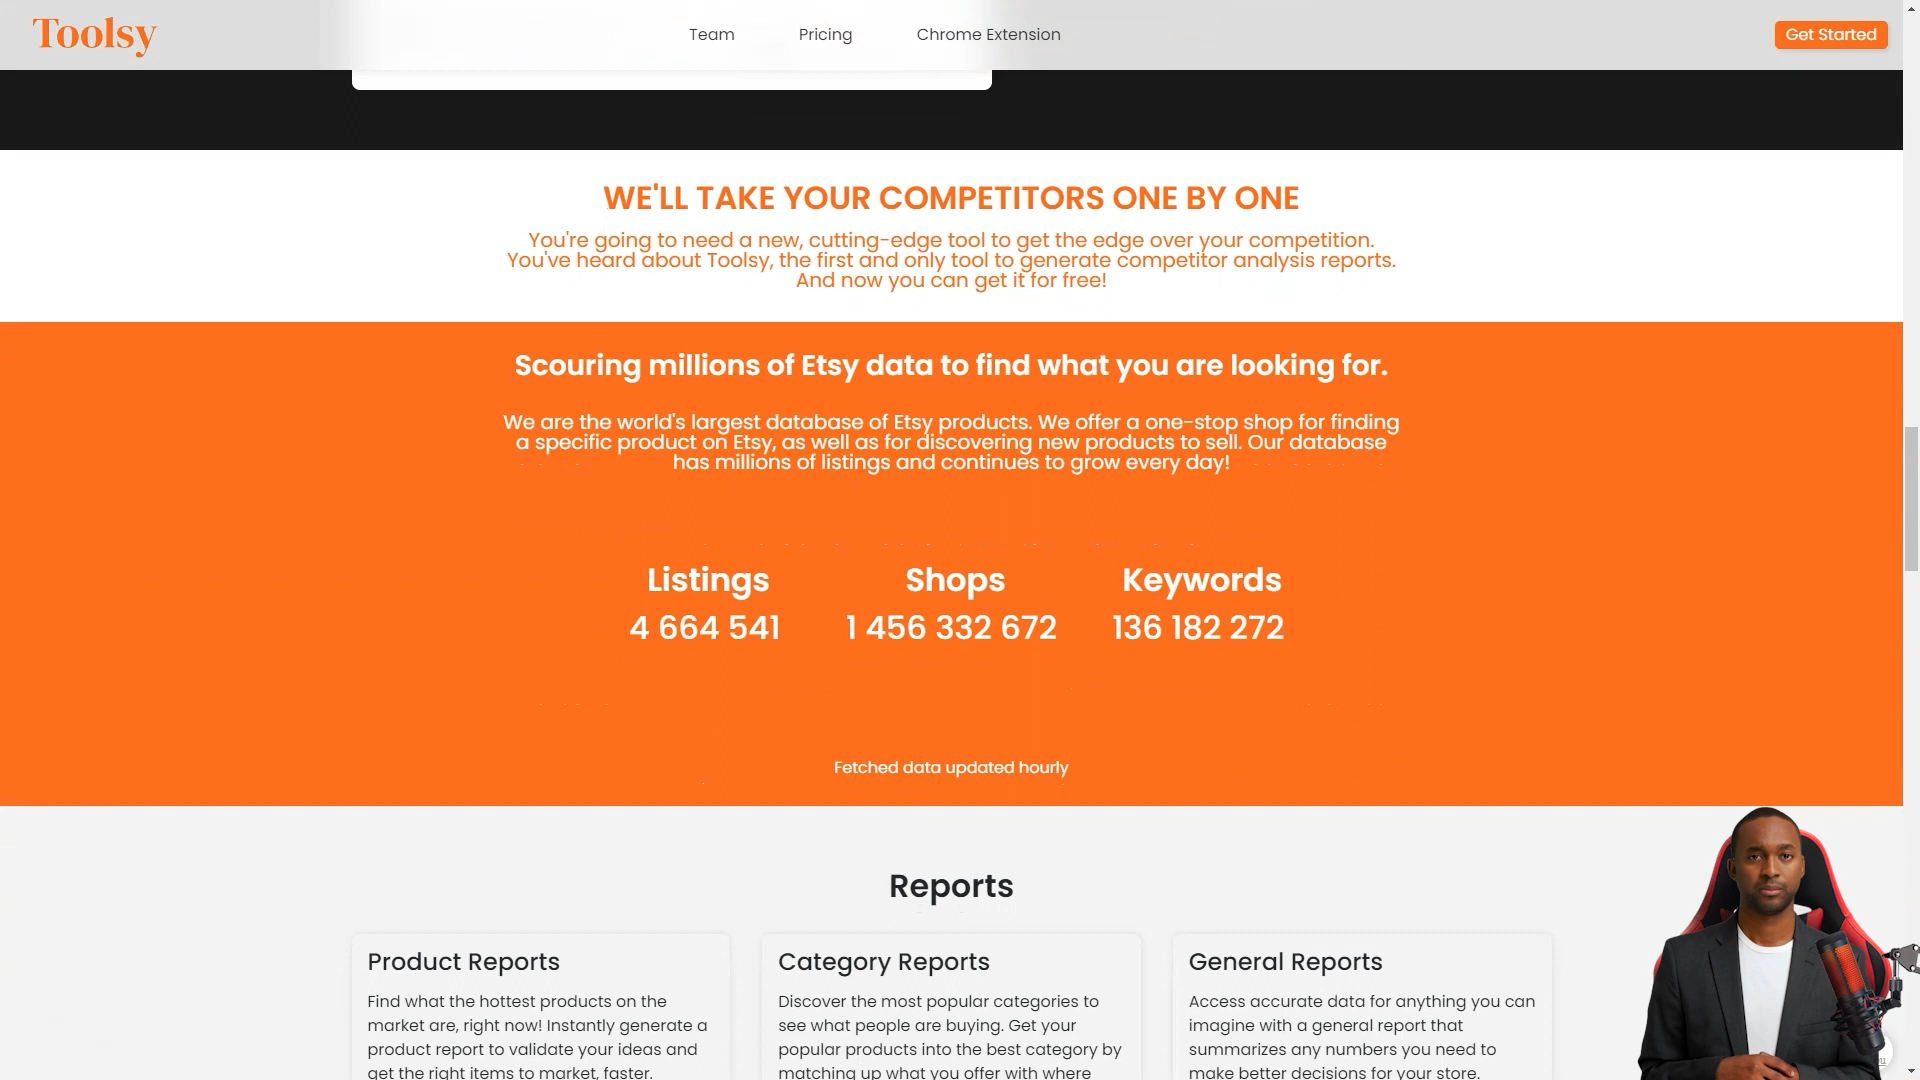 Toolsy
Team
Pricing
Chrome Extension
Get Started
WE'LL TAKE YOUR COMPETITORS ONE BY ONE
You're going to need a new, cutting-edge tool to get the edge over your competition.
You've heard about Toolsy, the first and only tool to generate competitor analysis reports.
And now you can get it for free!
Scouring millions of Etsy data to find what you are looking for.
We are the world's largest database of Etsy products. We offer a one-stop shop for finding
a specific product on Etsy, as well as for discovering new products to sell. Our database
has millions of listings and continues to grow every day!
Listings
4 664 541
Shops
1 456 332 672
Keywords
136 182 272
Fetched data updated hourly
Reports
Product Reports
Find what the hottest products on the
market are, right now! Instantly generate a
product report to validate your ideas and
get the right items to market, faster.
Category Reports
Discover the most popular categories to
see what people are buying. Get your
popular products into the best category by
matching up what you offer with where
General Reports
Access accurate data for anything you can
imagine with a general report that
summarizes any numbers you need to
make better decisions for your store.